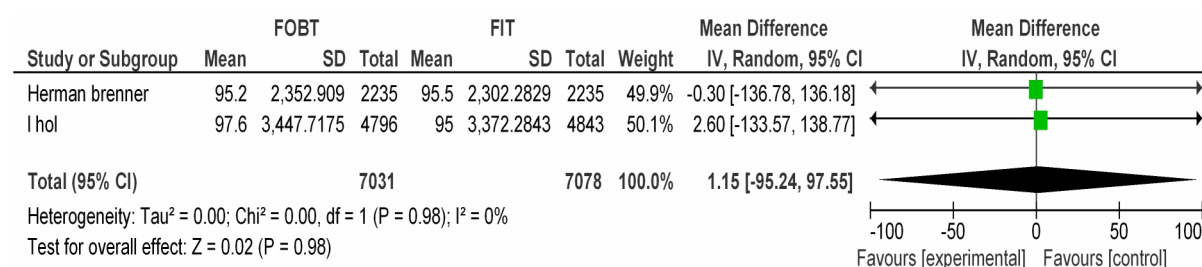 FOBT FIT Mean Difference Mean Difference
Study or Subgroup Mean SD Total Mean SD Total Weight IV, Random, 95% CI IV, Random, 95% CI
Herman brenner 95.2 2,352.909 2235 95.5 2,302.2829 2235 49.9% -0.30 [-136.78, 136.18]
I hol 97.6 3,447.7175 4796 95 3,372.2843 4843 50.1% 2.60 [-133.57, 138.77]
Total (95% CI) 7031 7078 100.0% 1.15 [-95.24, 97.55]
Heterogeneity: Tau² = 0.00; Chi² = 0.00, df = 1 (P = 0.98); I² = 0%
Test for overall effect: Z = 0.02 (P = 0.98)
-100 -50 0 50 100
Favours [experimental] Favours [control]